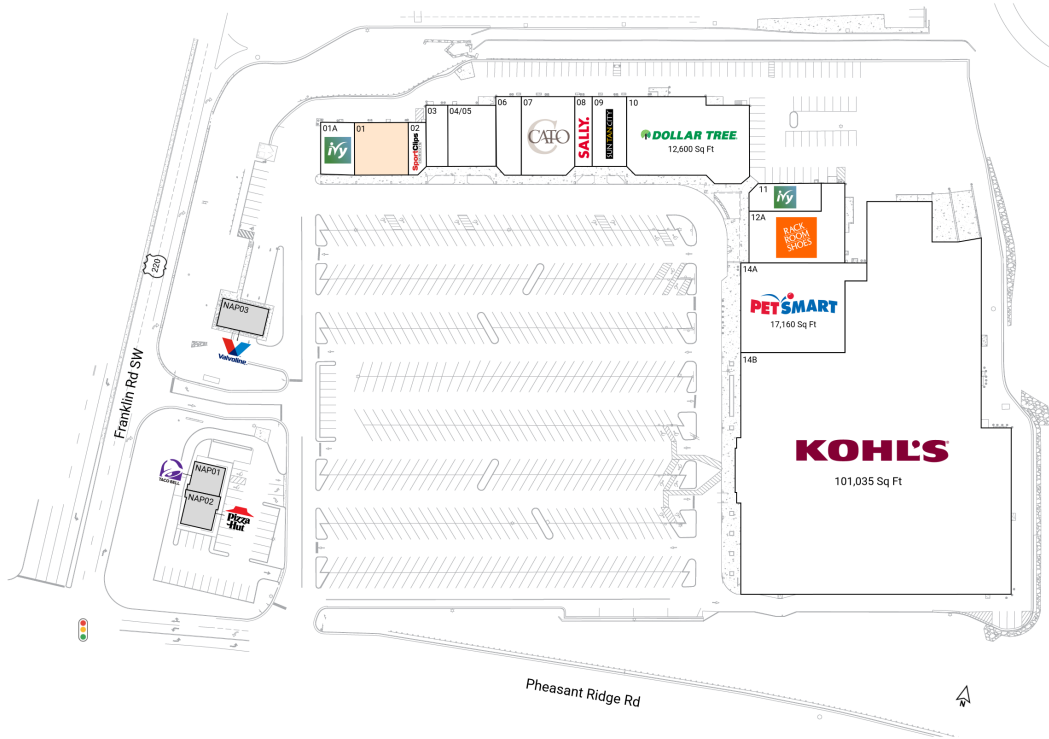 01A
ivy
01
02
SportClips
03
04/05
06
07
CATO
08
SALLY.
09
SUN TAN CITY
10
DOLLAR TREE
12,600 Sq Ft
11
ivy
12A
RACK
ROOM
SHOES
14A
PETSMART
17,160 Sq Ft
14B
KOHL'S
101,035 Sq Ft
220
Franklin Rd SW
NAP03
Valvoline
NAP01
TACO BELL
NAP02
Pizza
Hut
Pheasant Ridge Rd
N